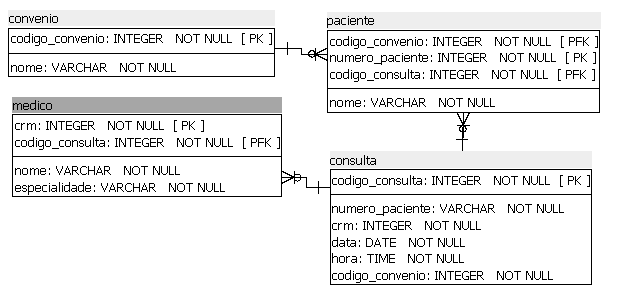 convenio
codigo_convenio: INTEGER NOT NULL [ PK ]
nome: VARCHAR NOT NULL
paciente
codigo_convenio: INTEGER NOT NULL [ PFK ]
numero_paciente: INTEGER NOT NULL [ PK ]
codigo_consulta: INTEGER NOT NULL [ PFK ]
nome: VARCHAR NOT NULL
medico
crm: INTEGER NOT NULL [ PK ]
codigo_consulta: INTEGER NOT NULL [ PFK ]
nome: VARCHAR NOT NULL
especialidade: VARCHAR NOT NULL
consulta
codigo_consulta: INTEGER NOT NULL [ PK ]
numero_paciente: VARCHAR NOT NULL
crm: INTEGER NOT NULL
data: DATE NOT NULL
hora: TIME NOT NULL
codigo_convenio: INTEGER NOT NULL